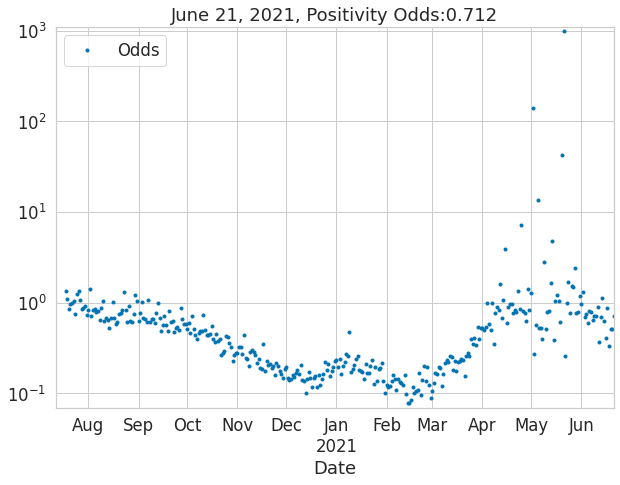 June 21, 2021, Positivity Odds:0.712
Odds
10³
10²
10¹
10⁰
10⁻¹
Aug Sep Oct Nov Dec Jan Feb Mar Apr May Jun
2021
Date